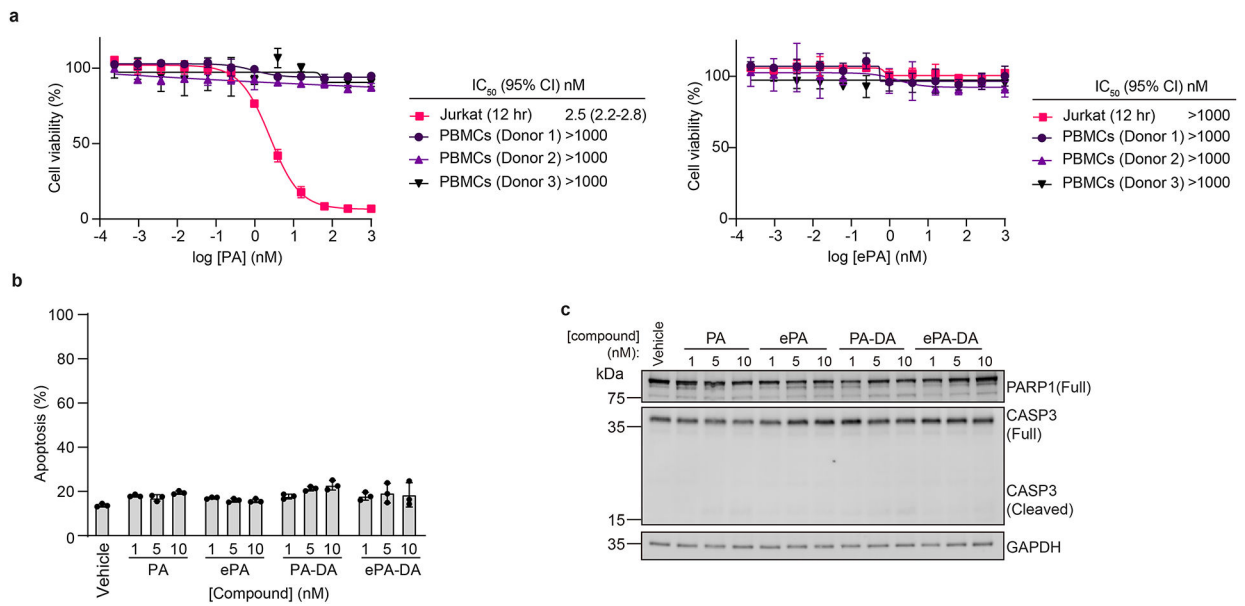 a
Cell viability (%)
100
50
0
-4 -3 -2 -1 0 1 2 3
log [PA] (nM)
IC50 (95% CI) nM
Jurkat (12 hr) 2.5 (2.2-2.8)
PBMCs (Donor 1) >1000
PBMCs (Donor 2) >1000
PBMCs (Donor 3) >1000
Cell viability (%)
100
50
0
-4 -3 -2 -1 0 1 2 3
log [ePA] (nM)
IC50 (95% CI) nM
Jurkat (12 hr) >1000
PBMCs (Donor 1) >1000
PBMCs (Donor 2) >1000
PBMCs (Donor 3) >1000
b
Apoptosis (%)
100
80
60
40
20
0
Vehicle
1 5 10 1 5 10 1 5 10 1 5 10
PA ePA PA-DA ePA-DA
[Compound] (nM)
c
[compound]
(nM):
Vehicle
PA ePA PA-DA ePA-DA
1 5 10 1 5 10 1 5 10 1 5 10
kDa
75
PARP1(Full)
35
CASP3
(Full)
15
CASP3
(Cleaved)
35
GAPDH